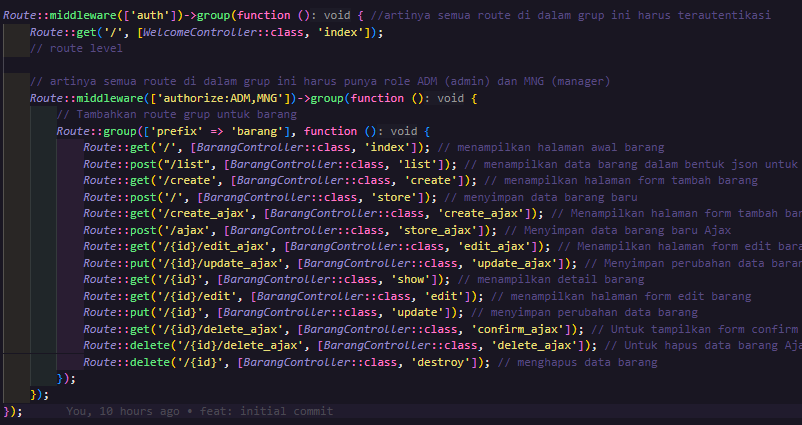 Route::middleware(['auth'])->group(function (): void { //artinya semua route di dalam grup ini harus terautentikasi
Route::get('/', [WelcomeController::class, 'index']);
// route level
// artinya semua route di dalam grup ini harus punya role ADM (admin) dan MNG (manager)
Route::middleware(['authorize:ADM,MNG'])->group(function (): void {
// Tambahkan route grup untuk barang
Route::group(['prefix' => 'barang'], function (): void {
Route::get('/', [BarangController::class, 'index']); // menampilkan halaman awal barang
Route::post("/list", [BarangController::class, 'list']); // menampilkan data barang dalam bentuk json untuk
Route::get('/create', [BarangController::class, 'create']); // menampilkan halaman form tambah barang
Route::post('/', [BarangController::class, 'store']); // menyimpan data barang baru
Route::get('/create_ajax', [BarangController::class, 'create_ajax']); // Menampilkan halaman form tambah bar
Route::post('/ajax', [BarangController::class, 'store_ajax']); // Menyimpan data barang baru Ajax
Route::get('/{id}/edit_ajax', [BarangController::class, 'edit_ajax']); // Menampilkan halaman form edit bara
Route::put('/{id}/update_ajax', [BarangController::class, 'update_ajax']); // Menyimpan perubahan data baran
Route::get('/{id}', [BarangController::class, 'show']); // menampilkan detail barang
Route::get('/{id}/edit', [BarangController::class, 'edit']); // menampilkan halaman form edit barang
Route::put('/{id}', [BarangController::class, 'update']); // menyimpan perubahan data barang
Route::get('/{id}/delete_ajax', [BarangController::class, 'confirm_ajax']); // Untuk tampilkan form confirm
Route::delete('/{id}/delete_ajax', [BarangController::class, 'delete_ajax']); // Untuk hapus data barang Aja
Route::delete('/{id}', [BarangController::class, 'destroy']); // menghapus data barang
});
});
}); You, 10 hours ago • feat: initial commit